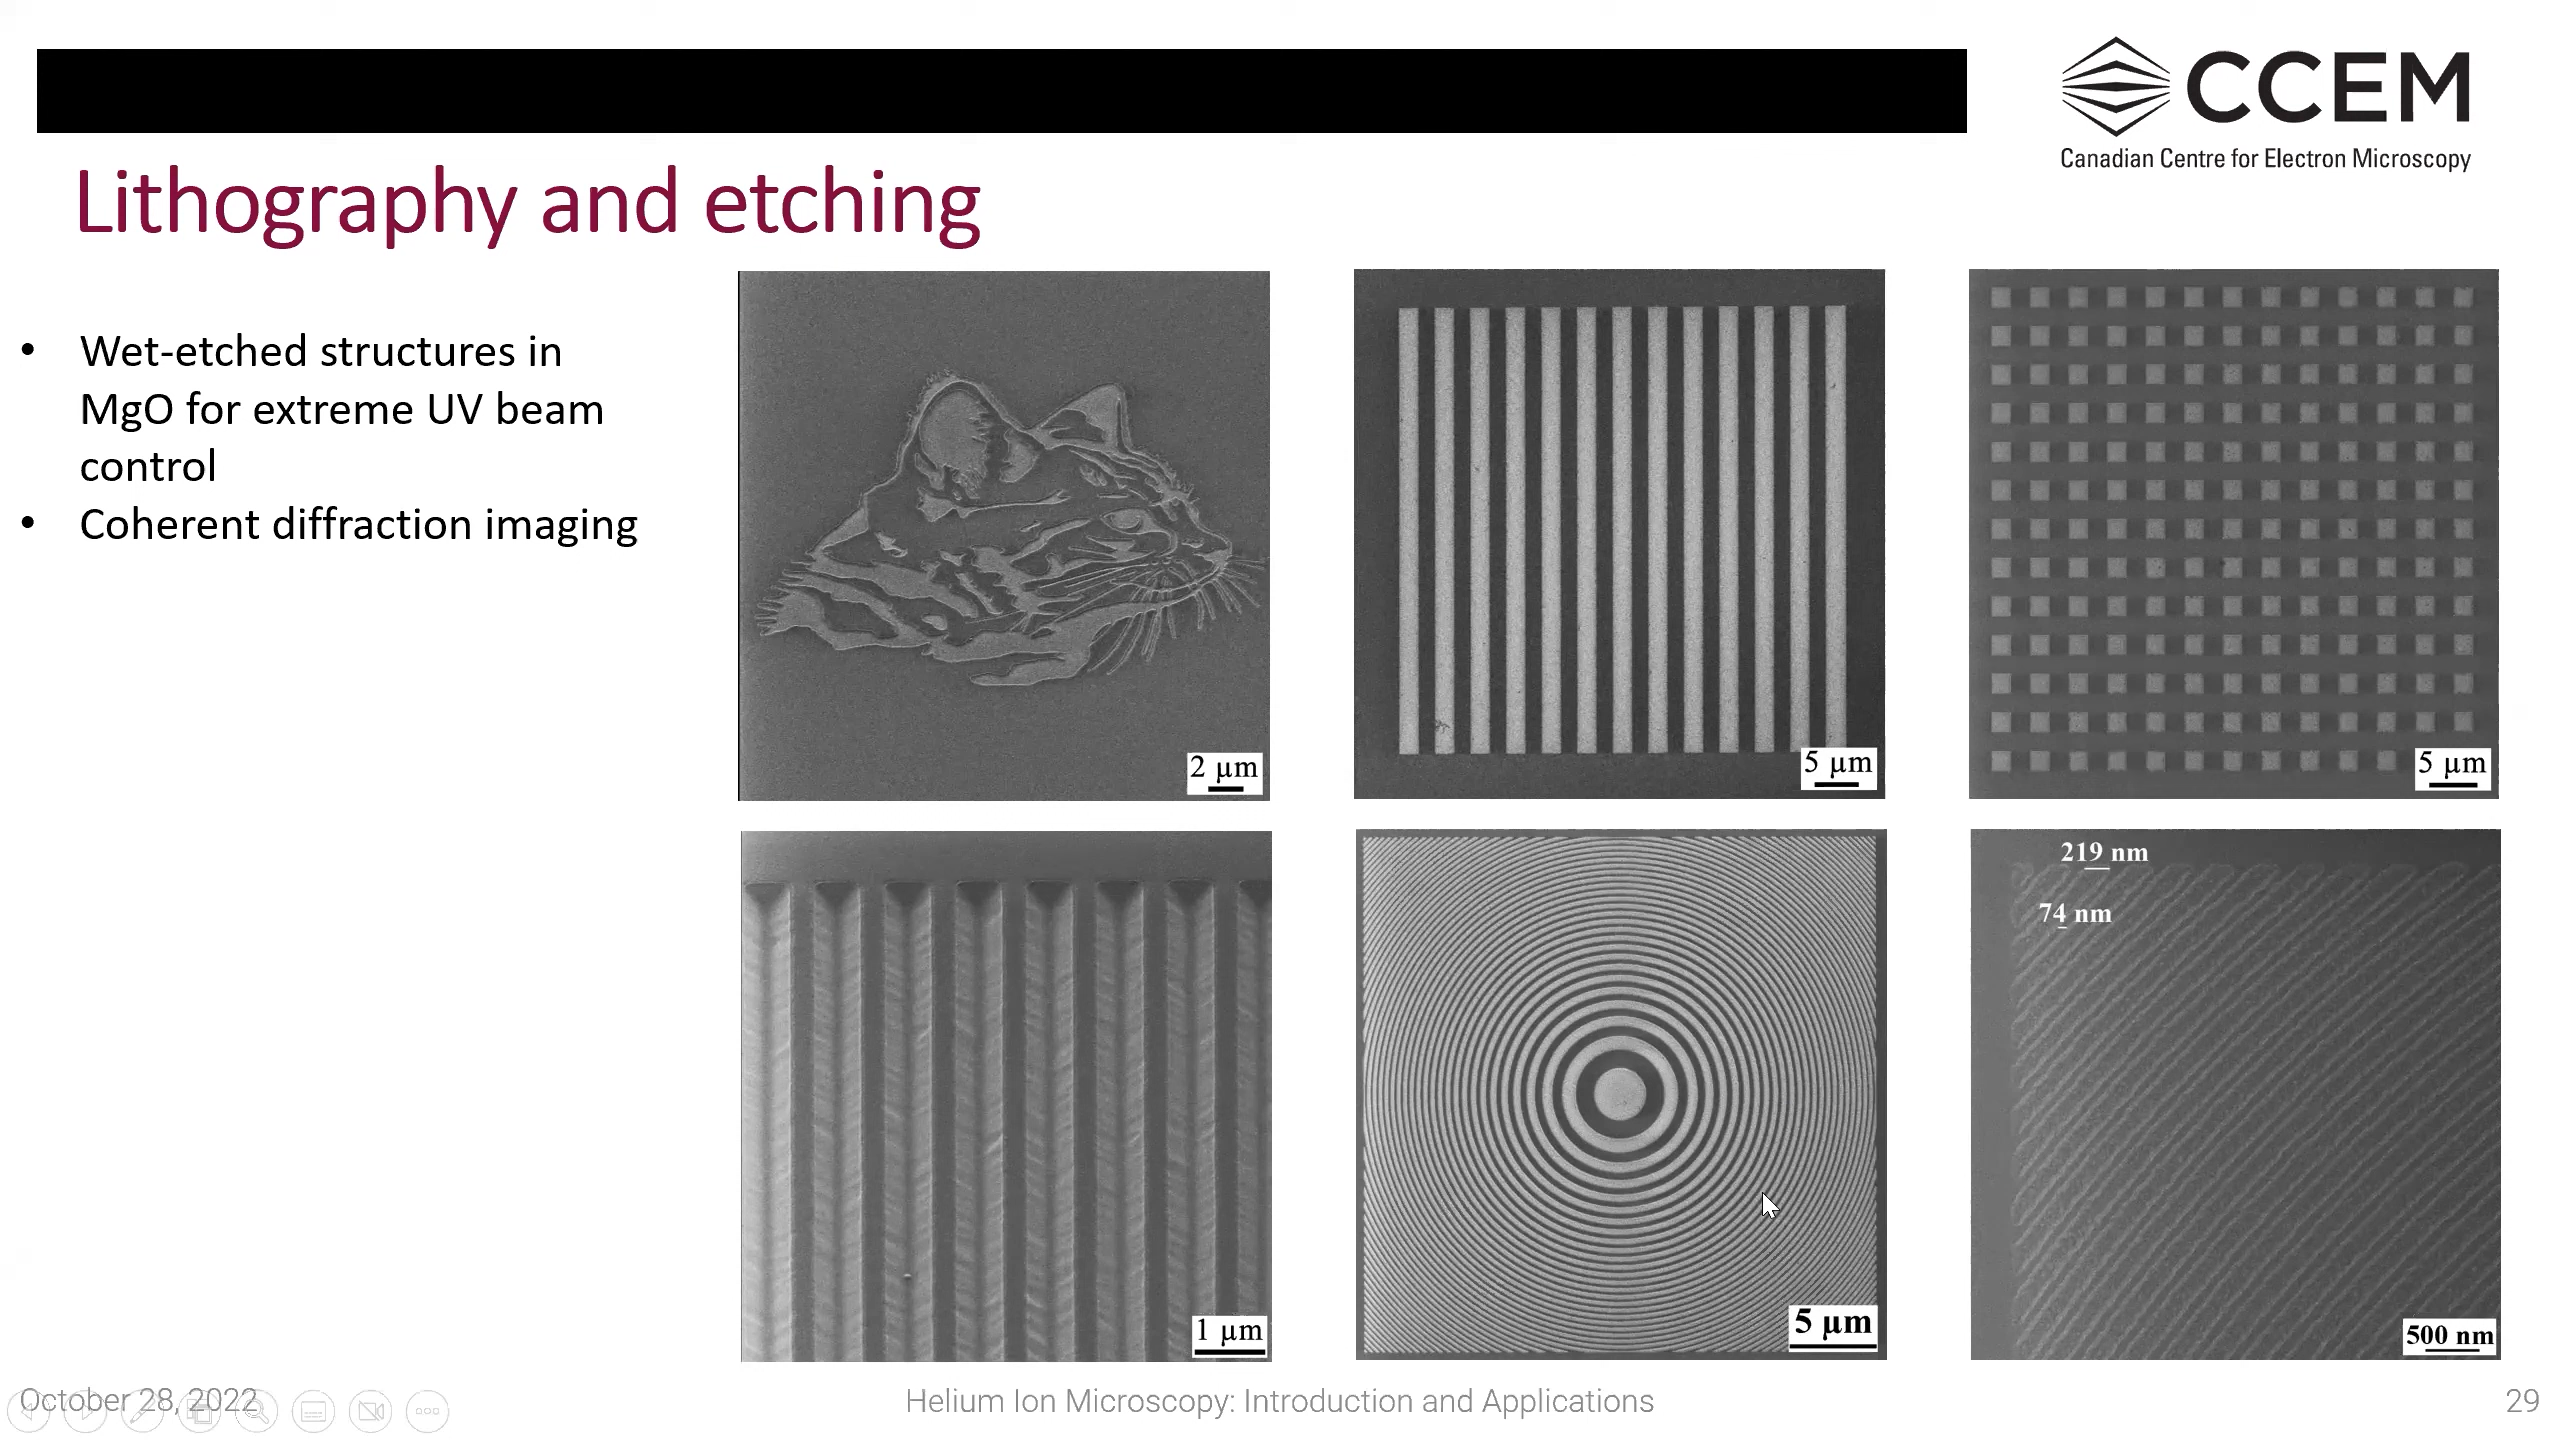 CCEM
Canadian Centre for Electron Microscopy
Lithography and etching
• Wet-etched structures in
MgO for extreme UV beam
control
• Coherent diffraction imaging
2 µm
5 µm
5 µm
1 µm
5 µm
219 nm
74 nm
500 nm
October 28, 2022
Helium Ion Microscopy: Introduction and Applications
29